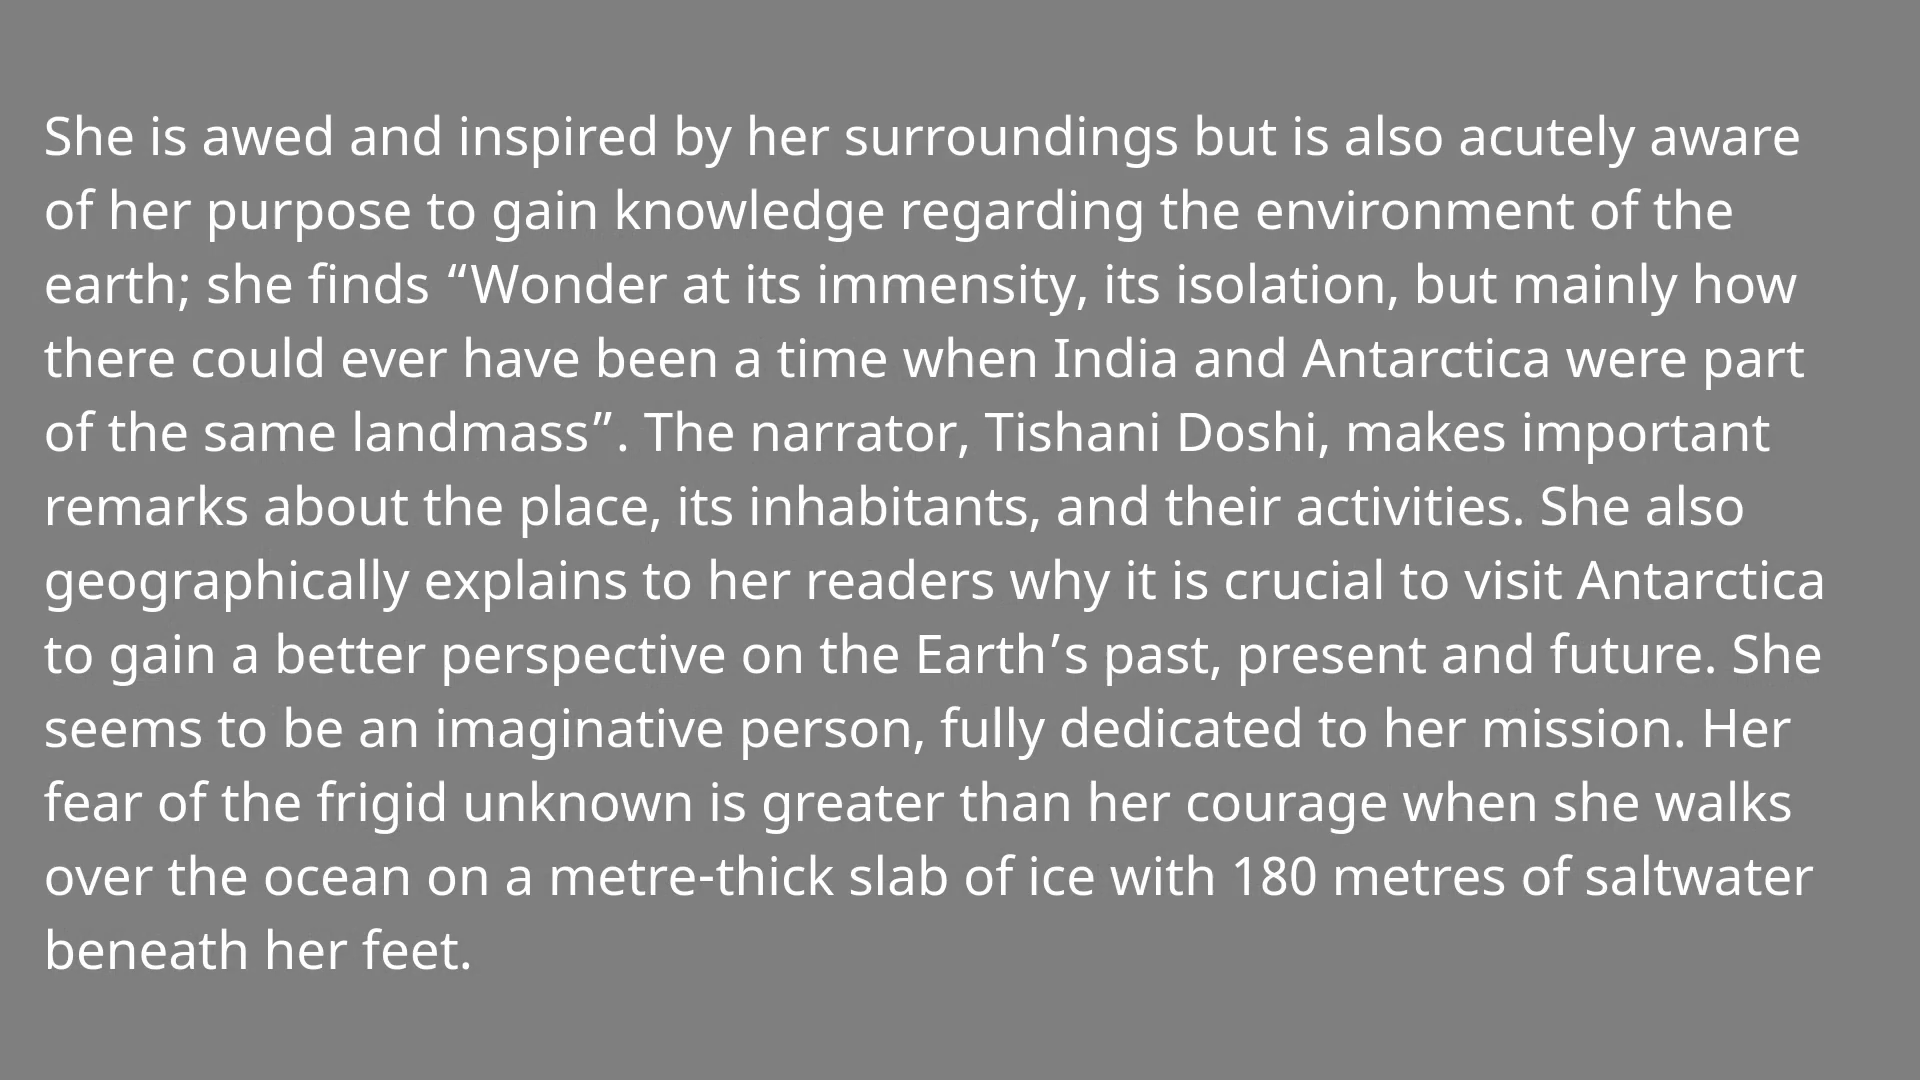 She is awed and inspired by her surroundings but is also acutely aware
of her purpose to gain knowledge regarding the environment of the
earth; she finds “Wonder at its immensity, its isolation, but mainly how
there could ever have been a time when India and Antarctica were part
of the same landmass”. The narrator, Tishani Doshi, makes important
remarks about the place, its inhabitants, and their activities. She also
geographically explains to her readers why it is crucial to visit Antarctica
to gain a better perspective on the Earth’s past, present and future. She
seems to be an imaginative person, fully dedicated to her mission. Her
fear of the frigid unknown is greater than her courage when she walks
over the ocean on a metre-thick slab of ice with 180 metres of saltwater
beneath her feet.